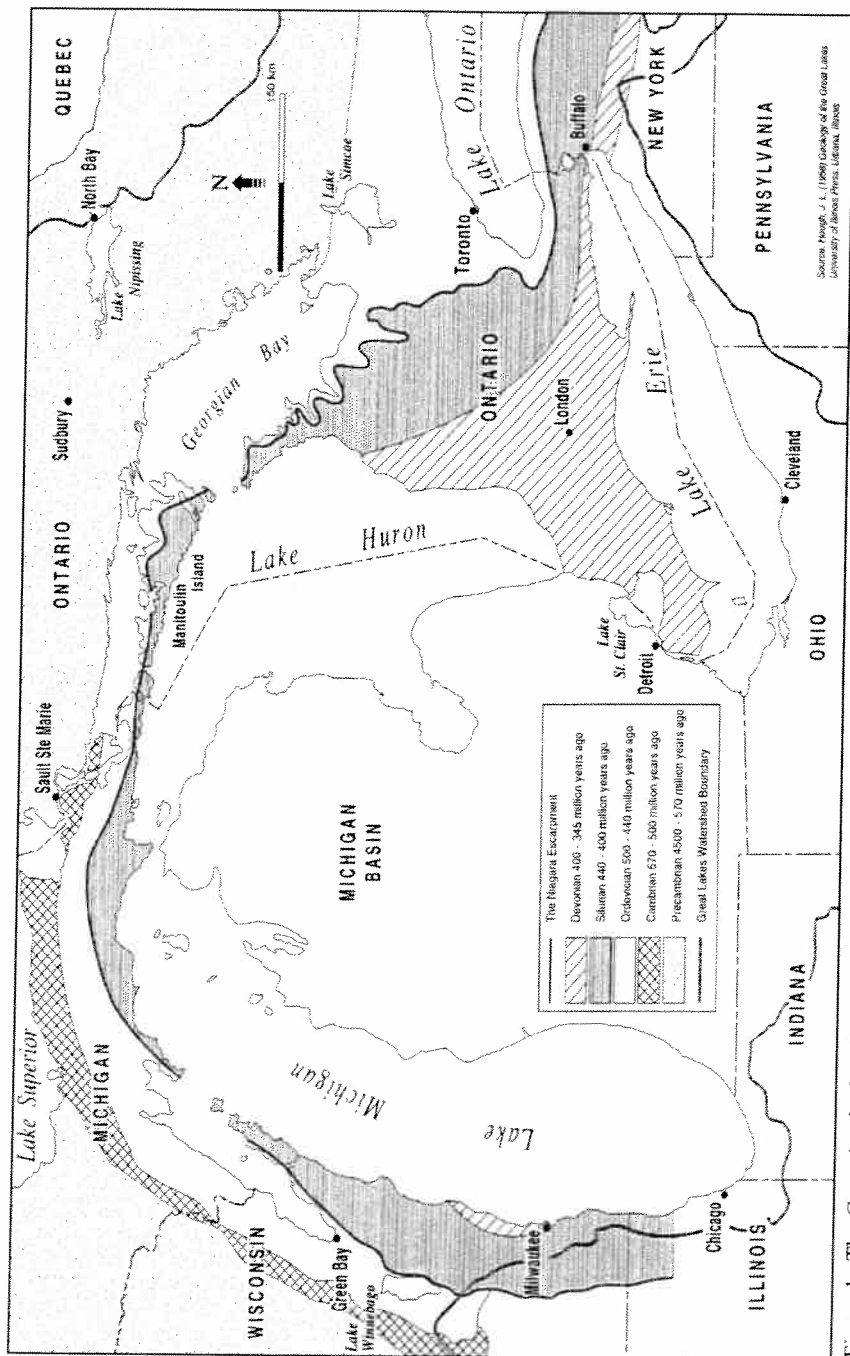 QUEBEC
North Bay
Lake
Nipissing
N
0
150 km
Lake
Simcoe
Sudbury
ONTARIO
Georgian Bay
Toronto
Lake Ontario
Buffalo
NEW YORK
PENNSYLVANIA
Source: Hough, J. L. (1958) Geology of the Great Lakes
University of Illinois Press, Urbana, Illinois
Sault Ste Marie
Manitoulin
Island
Lake Huron
ONTARIO
London
Lake Erie
Cleveland
OHIO
Lake
St. Clair
Detroit
Lake Superior
MICHIGAN
MICHIGAN
BASIN
The Niagara Escarpment
Devonian 400 - 345 million years ago
Silurian 440 - 400 million years ago
Ordovician 500 - 440 million years ago
Cambrian 570 - 500 million years ago
Precambrian 4500 - 570 million years ago
Great Lakes Watershed Boundary
INDIANA
Lake Michigan
WISCONSIN
Green Bay
Lake
Winnebago
Milwaukee
Chicago
ILLINOIS
The